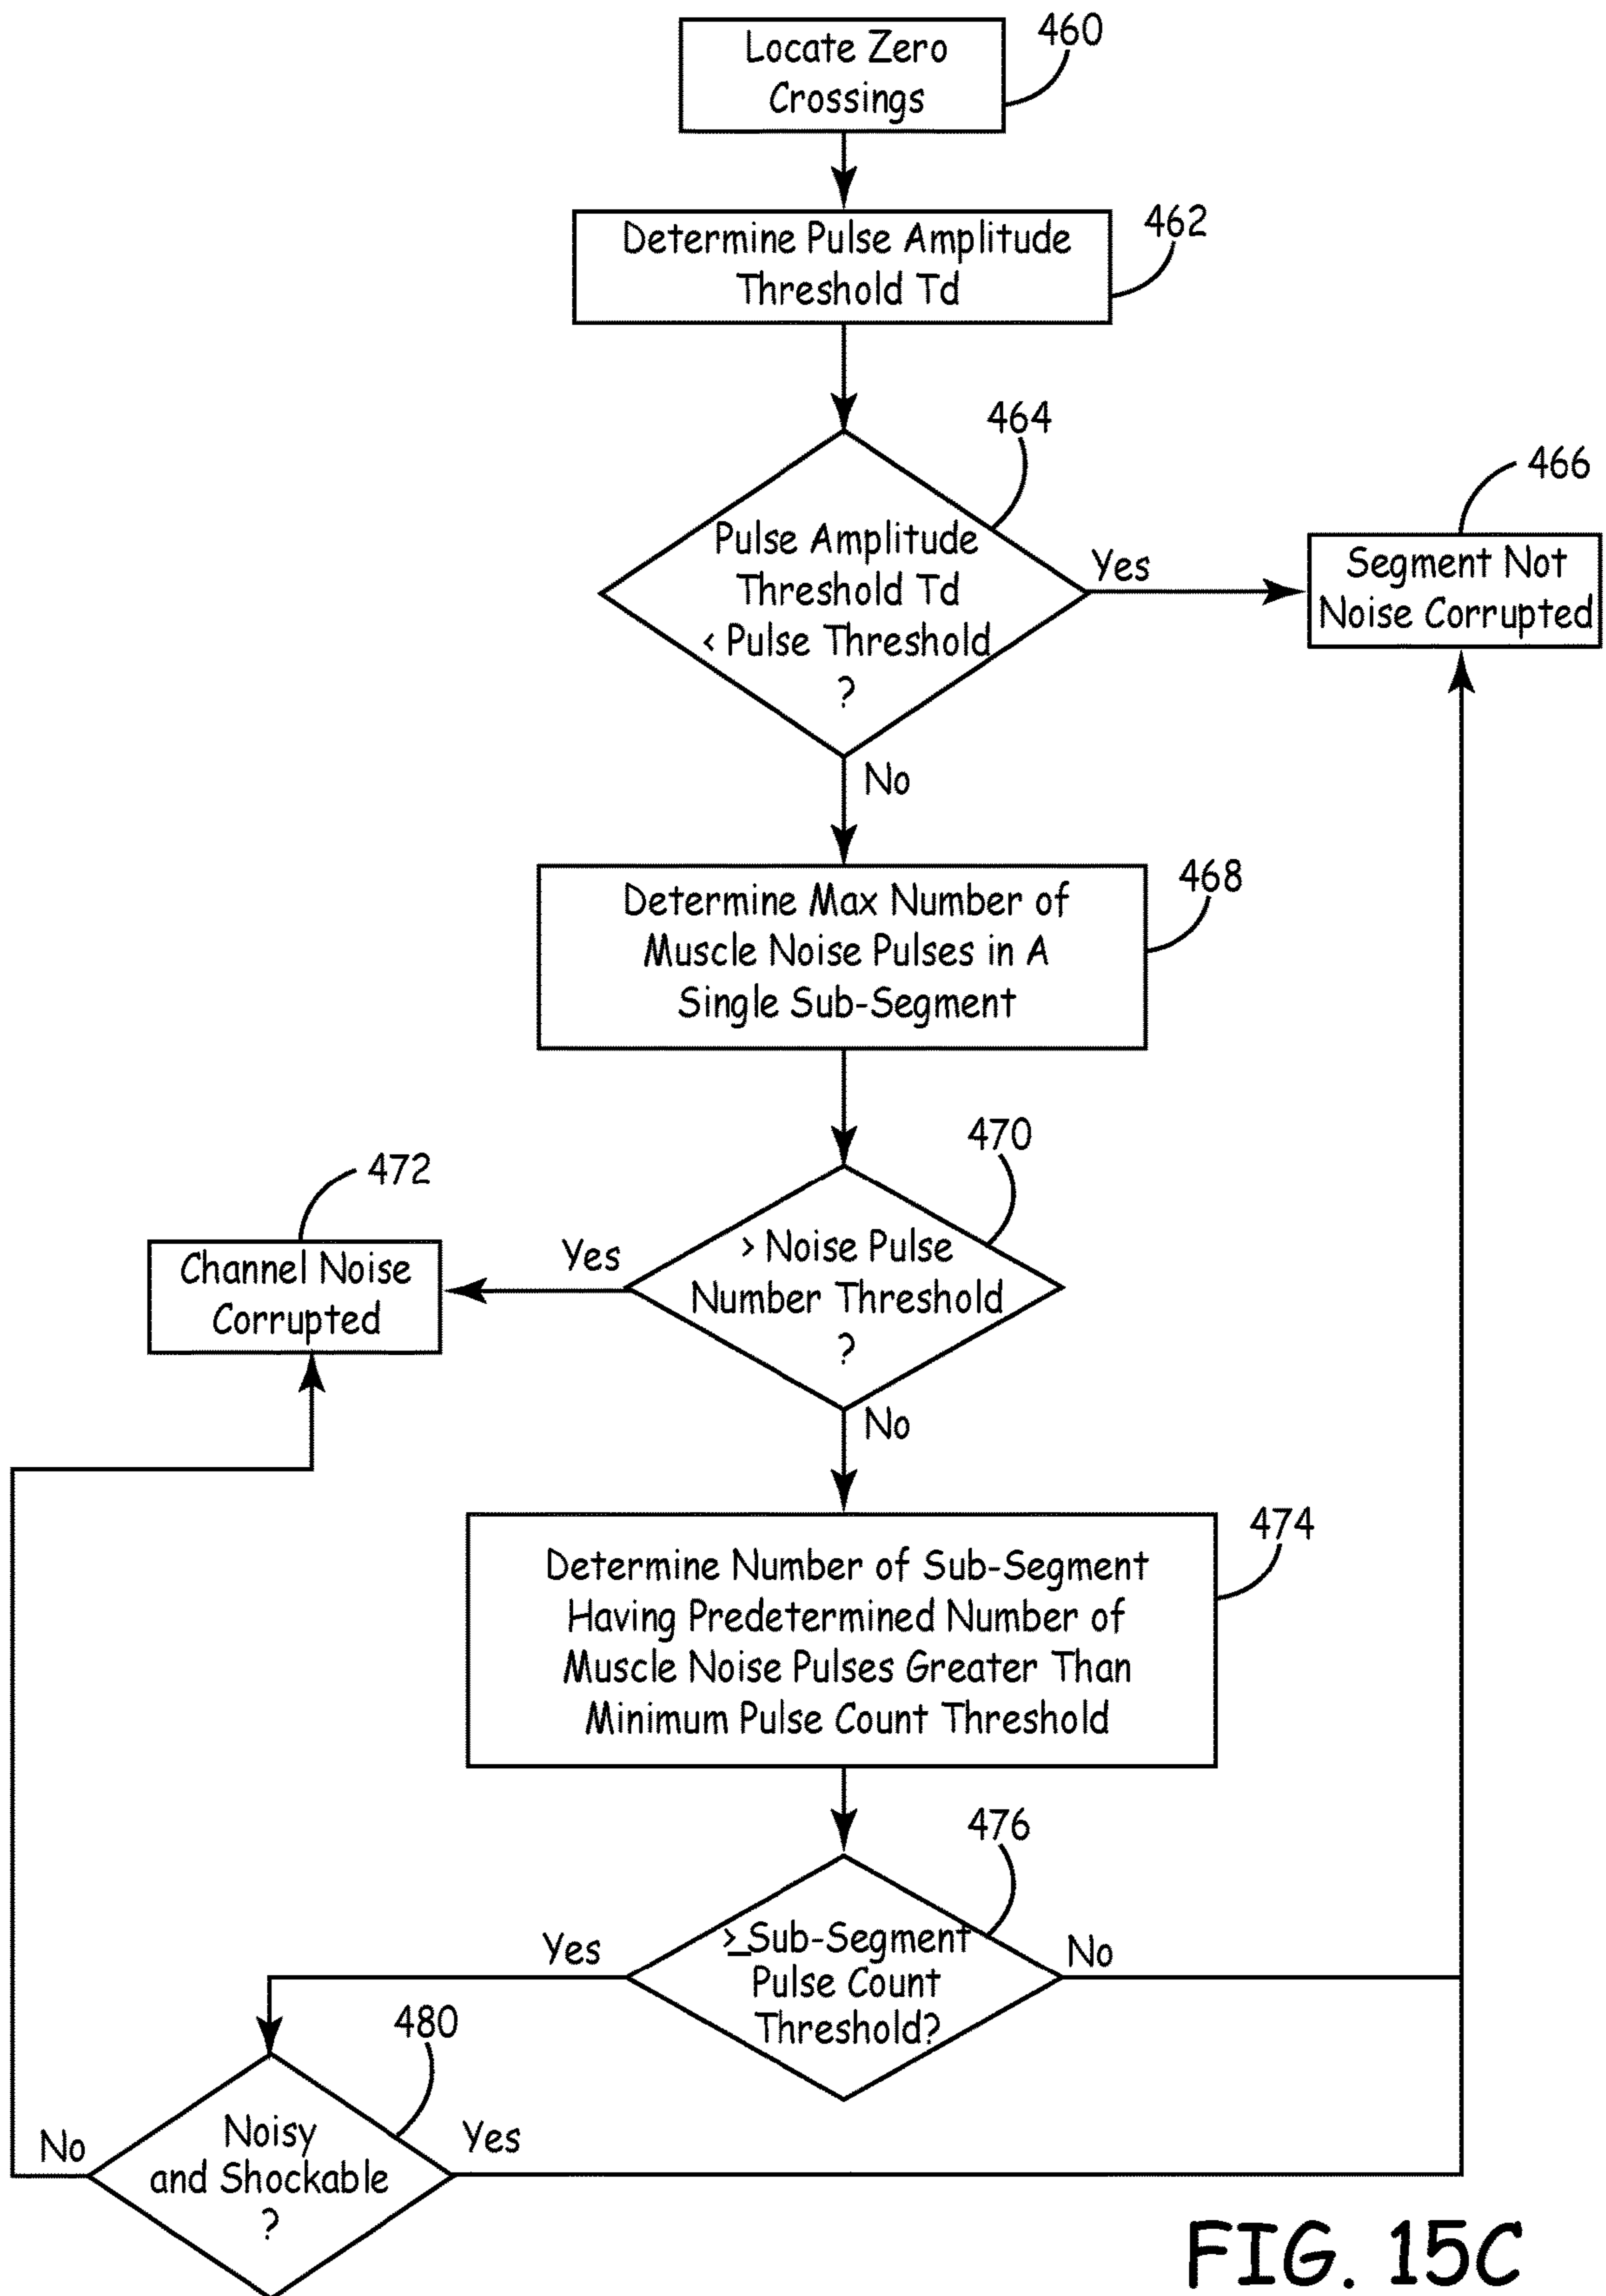 Locate Zero
Crossings
460
Determine Pulse Amplitude
Threshold Td
462
464
Pulse Amplitude
Threshold Td
< Pulse Threshold
?
Yes
466
Segment Not
Noise Corrupted
No
468
Determine Max Number of
Muscle Noise Pulses in A
Single Sub-Segment
470
472
> Noise Pulse
Number Threshold
?
Yes
Channel Noise
Corrupted
No
474
Determine Number of Sub-Segment
Having Predetermined Number of
Muscle Noise Pulses Greater Than
Minimum Pulse Count Threshold
476
≥ Sub-Segment
Pulse Count
Threshold?
Yes
No
480
Noisy
and Shockable
?
No
Yes
FIG. 15C